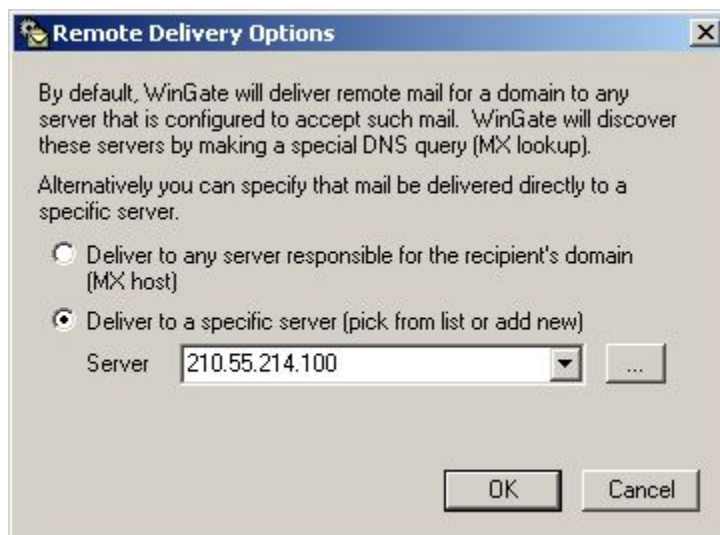 Remote Delivery Options
By default, WinGate will deliver remote mail for a domain to any
server that is configured to accept such mail. WinGate will discover
these servers by making a special DNS query (MX lookup).
Alternatively you can specify that mail be delivered directly to a
specific server.
Deliver to any server responsible for the recipient's domain
(MX host)
Deliver to a specific server (pick from list or add new)
Server 210.55.214.100 ...
OK Cancel